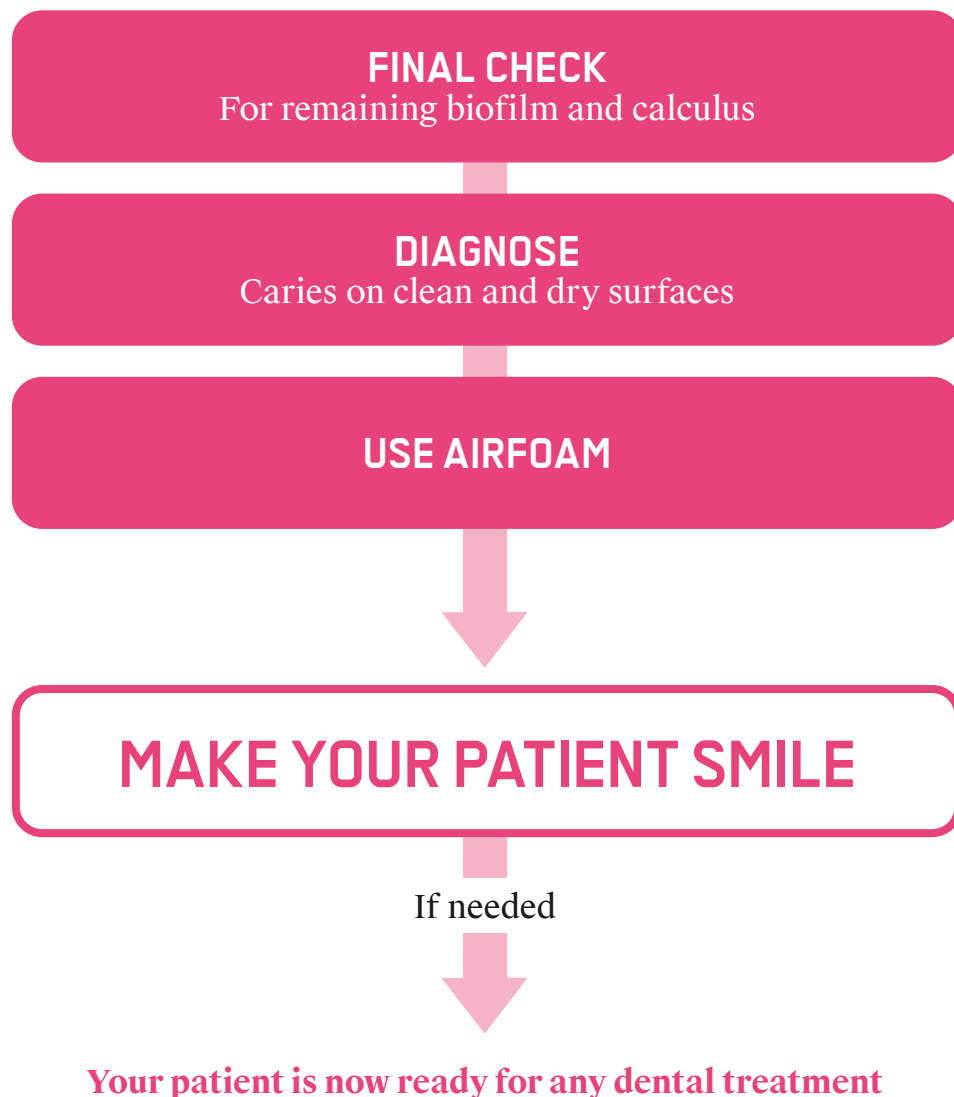 FINAL CHECK
For remaining biofilm and calculus
DIAGNOSE
Caries on clean and dry surfaces
USE AIRFOAM
MAKE YOUR PATIENT SMILE
If needed
Your patient is now ready for any dental treatment